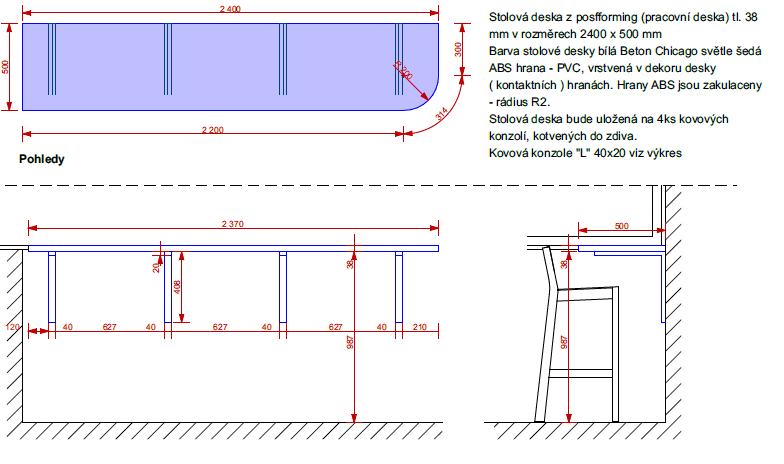 2 400
Stolová deska z posfforming (pracovní deska) tl. 38
mm v rozměrech 2400 x 500 mm
Barva stolové desky bílá Beton Chicago světle šedá
ABS hrana - PVC, vrstvená v dekoru desky
( kontaktních ) hranách. Hrany ABS jsou zakulaceny
- rádius R2.
Stolová deska bude uložená na 4ks kovových
konzolí, kotvených do zdiva.
Kovová konzole "L" 40x20 viz výkres
500
300
R 200
314
2 200
Pohledy
2 370
500
20
408
38
38
120
40
627
40
627
40
627
40
210
987
987